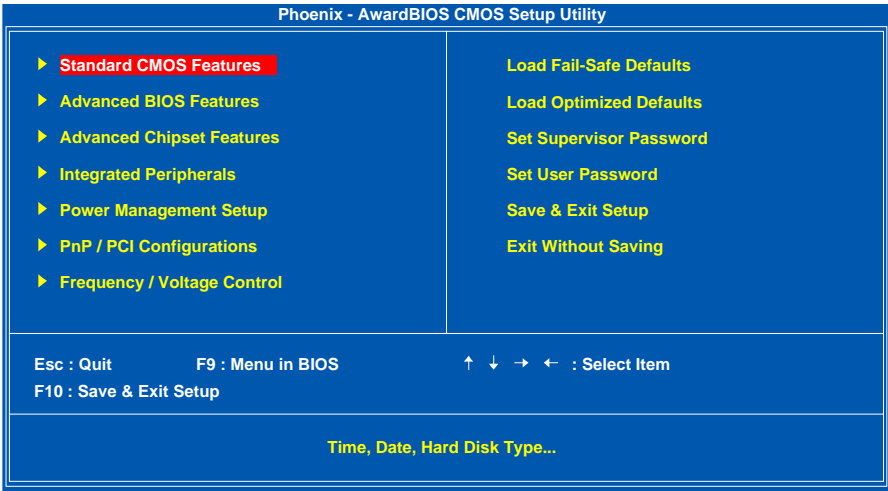 Phoenix - AwardBIOS CMOS Setup Utility
Standard CMOS Features
Advanced BIOS Features
Advanced Chipset Features
Integrated Peripherals
Power Management Setup
PnP / PCI Configurations
Frequency / Voltage Control
Load Fail-Safe Defaults
Load Optimized Defaults
Set Supervisor Password
Set User Password
Save & Exit Setup
Exit Without Saving
Esc : Quit F9 : Menu in BIOS ↑ ↓ → ← : Select Item
F10 : Save & Exit Setup
Time, Date, Hard Disk Type...